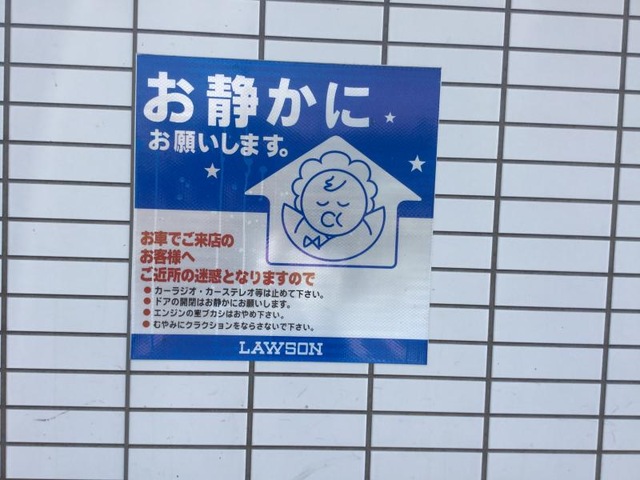 お静かに
お願いします。
お車でご来店の
お客様へ
ご近所の迷惑となりますので
●カーラジオ・カーステレオ等は止めて下さい。
●ドアの開閉はお静かにお願いします。
●エンジンの空ブカシはおやめ下さい。
●むやみにクラクションをならさないで下さい。
LAWSON